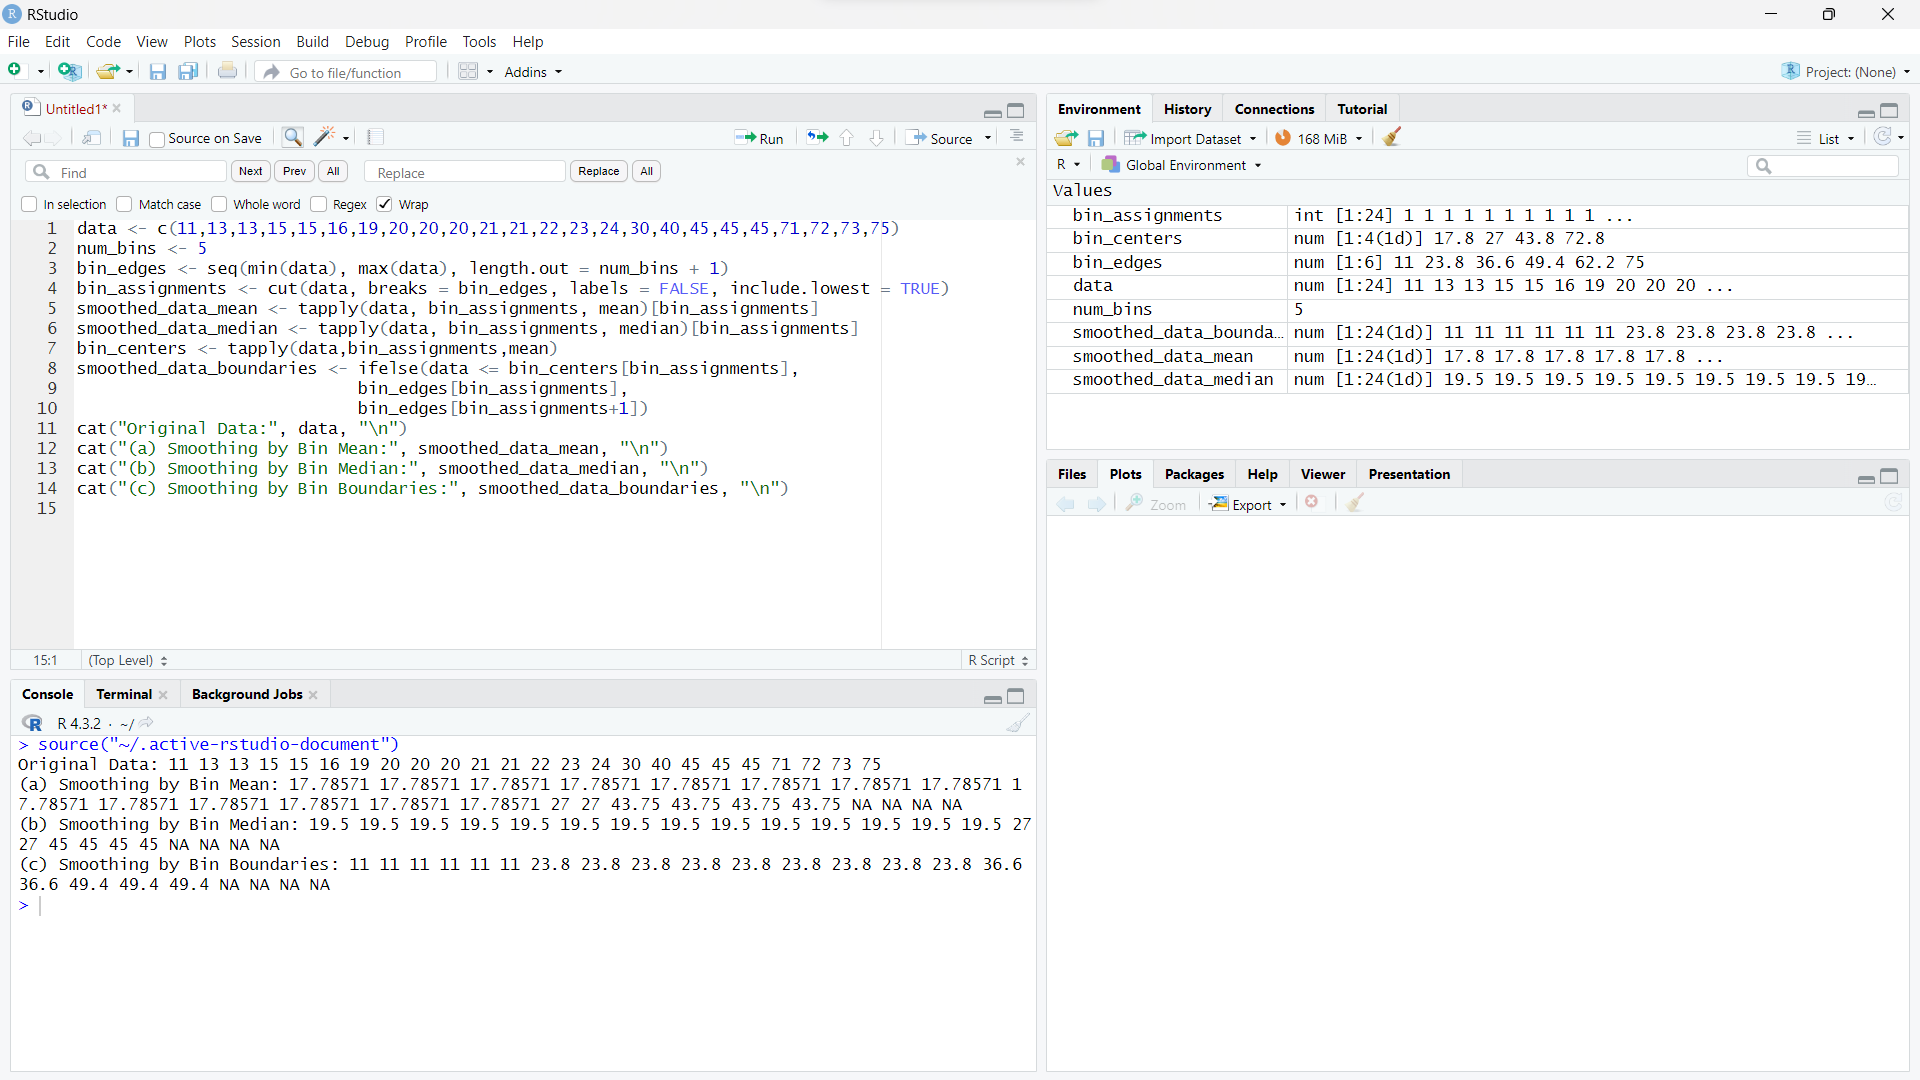 RStudio
File Edit Code View Plots Session Build Debug Profile Tools Help
Go to file/function Addins Project: (None)
Untitled1*
Source on Save Run Source
Find Next Prev All Replace Replace All
In selection Match case Whole word Regex Wrap
1 data <- c(11,13,13,15,15,16,19,20,20,20,21,21,22,23,24,30,40,45,45,45,71,72,73,75)
2 num_bins <- 5
3 bin_edges <- seq(min(data), max(data), length.out = num_bins + 1)
4 bin_assignments <- cut(data, breaks = bin_edges, labels = FALSE, include.lowest = TRUE)
5 smoothed_data_mean <- tapply(data, bin_assignments, mean)[bin_assignments]
6 smoothed_data_median <- tapply(data, bin_assignments, median)[bin_assignments]
7 bin_centers <- tapply(data,bin_assignments,mean)
8 smoothed_data_boundaries <- ifelse(data <= bin_centers[bin_assignments],
9 bin_edges[bin_assignments],
10 bin_edges[bin_assignments+1])
11 cat("Original Data:", data, "\n")
12 cat("(a) Smoothing by Bin Mean:", smoothed_data_mean, "\n")
13 cat("(b) Smoothing by Bin Median:", smoothed_data_median, "\n")
14 cat("(c) Smoothing by Bin Boundaries:", smoothed_data_boundaries, "\n")
15
15:1 (Top Level) R Script
Console Terminal Background Jobs
R 4.3.2 · ~/
> source("~/.active-rstudio-document")
Original Data: 11 13 13 15 15 16 19 20 20 20 21 21 22 23 24 30 40 45 45 45 71 72 73 75
(a) Smoothing by Bin Mean: 17.78571 17.78571 17.78571 17.78571 17.78571 17.78571 17.78571 17.78571 1
7.78571 17.78571 17.78571 17.78571 17.78571 17.78571 27 27 43.75 43.75 43.75 43.75 NA NA NA NA
(b) Smoothing by Bin Median: 19.5 19.5 19.5 19.5 19.5 19.5 19.5 19.5 19.5 19.5 19.5 19.5 19.5 19.5 27
27 45 45 45 45 NA NA NA NA
(c) Smoothing by Bin Boundaries: 11 11 11 11 11 11 23.8 23.8 23.8 23.8 23.8 23.8 23.8 23.8 23.8 36.6
36.6 49.4 49.4 49.4 NA NA NA NA
>
Environment History Connections Tutorial
Import Dataset 168 MiB List
R Global Environment
Values
bin_assignments int [1:24] 1 1 1 1 1 1 1 1 1 1 ...
bin_centers num [1:4(1d)] 17.8 27 43.8 72.8
bin_edges num [1:6] 11 23.8 36.6 49.4 62.2 75
data num [1:24] 11 13 13 15 15 16 19 20 20 20 ...
num_bins 5
smoothed_data_bounda… num [1:24(1d)] 11 11 11 11 11 11 23.8 23.8 23.8 23.8 ...
smoothed_data_mean num [1:24(1d)] 17.8 17.8 17.8 17.8 17.8 ...
smoothed_data_median num [1:24(1d)] 19.5 19.5 19.5 19.5 19.5 19.5 19.5 19.5 19…
Files Plots Packages Help Viewer Presentation
Zoom Export